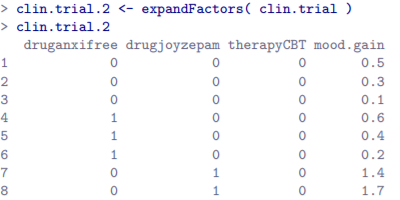 > clin.trial.2 <- expandFactors( clin.trial )
> clin.trial.2
druganxifree drugjoyzepam therapyCBT mood.gain
1 0 0 0 0.5
2 0 0 0 0.3
3 0 0 0 0.1
4 1 0 0 0.6
5 1 0 0 0.4
6 1 0 0 0.2
7 0 1 0 1.4
8 0 1 0 1.7